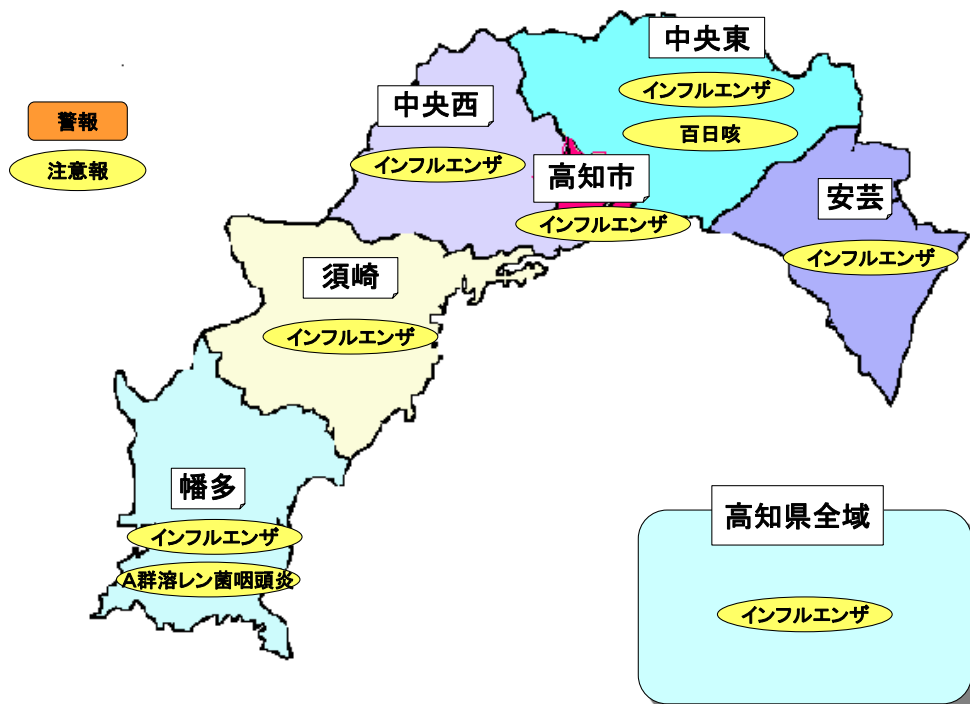 警報
注意報
中央東
インフルエンザ
百日咳
中央西
インフルエンザ
高知市
インフルエンザ
安芸
インフルエンザ
須崎
インフルエンザ
幡多
インフルエンザ
A群溶レン菌咽頭炎
高知県全域
インフルエンザ